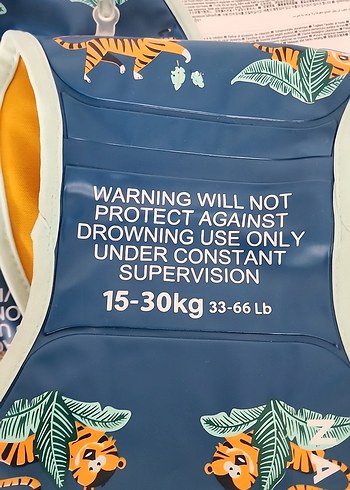 WARNING WILL NOT
PROTECT AGAINST
DROWNING USE ONLY
UNDER CONSTANT
SUPERVISION
15-30kg 33-66 Lb